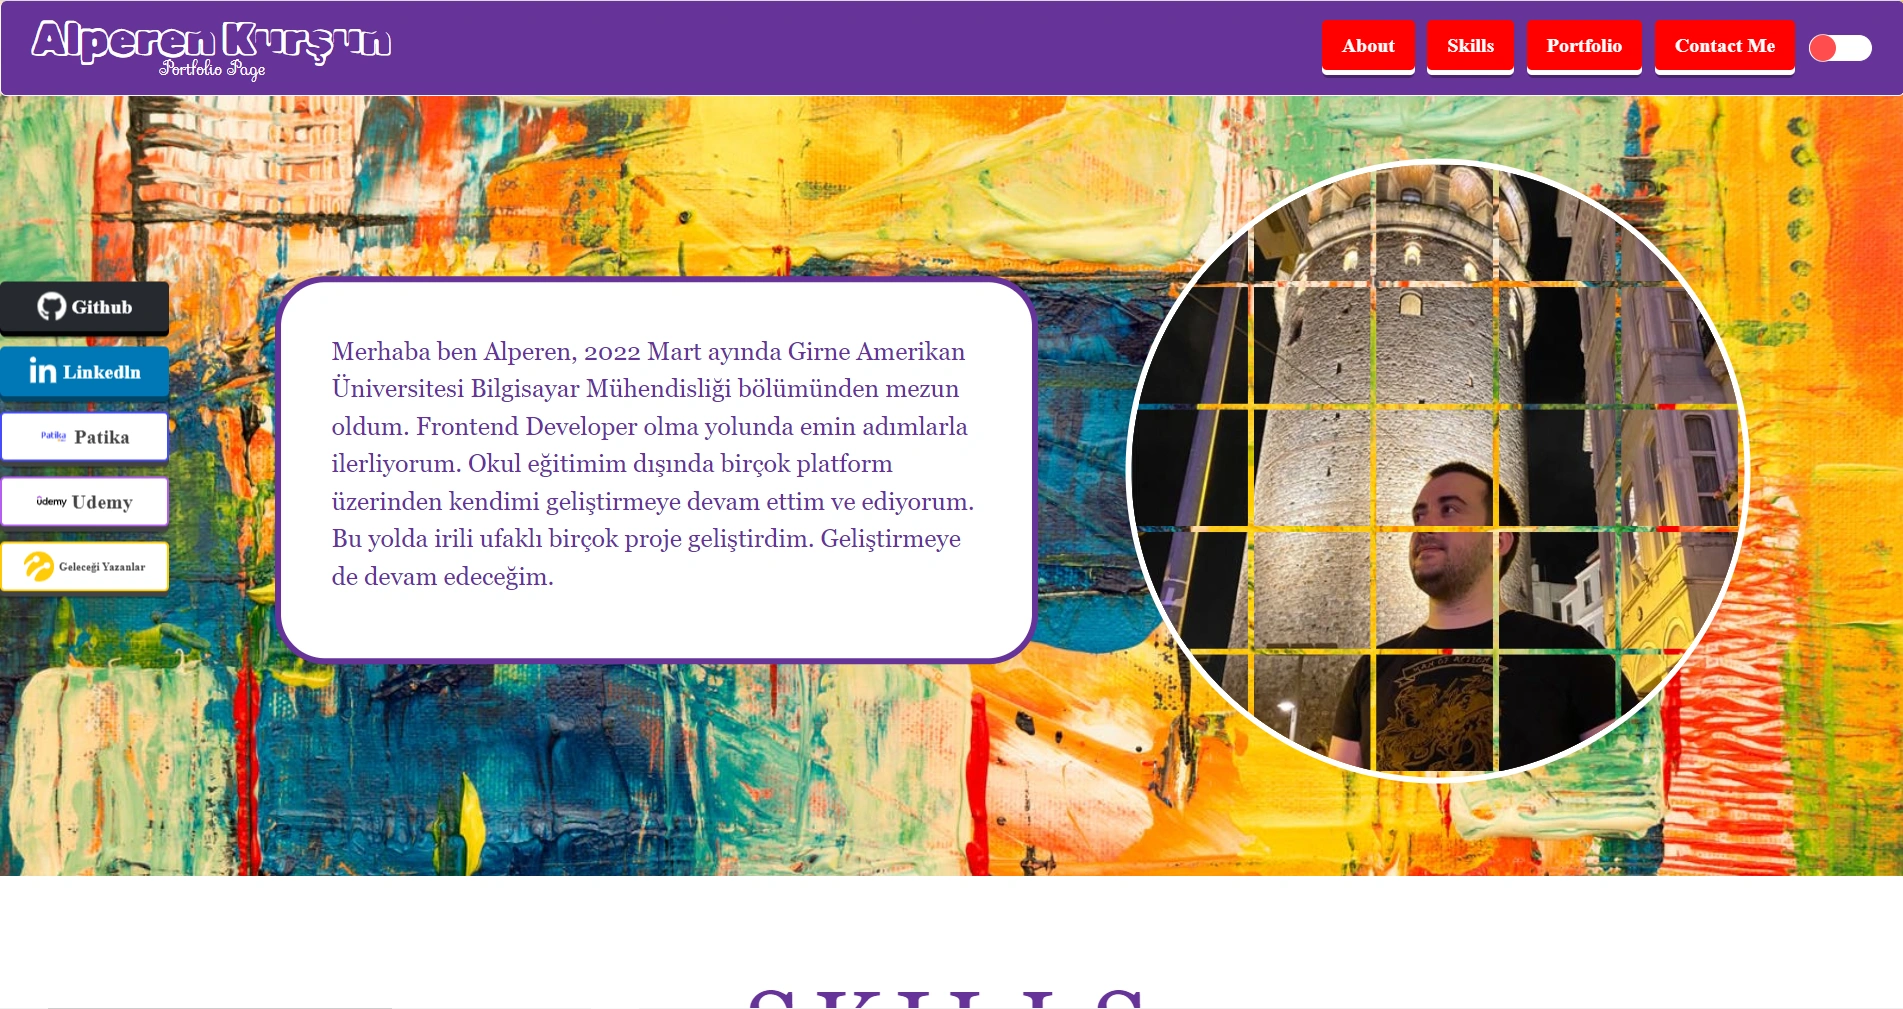 Alperen Kurşun
Portfolio Page
About
Skills
Portfolio
Contact Me
Github
LinkedIn
Patika Patika
udemy Udemy
Geleceği Yazanlar
Merhaba ben Alperen, 2022 Mart ayında Girne Amerikan
Üniversitesi Bilgisayar Mühendisliği bölümünden mezun
oldum. Frontend Developer olma yolunda emin adımlarla
ilerliyorum. Okul eğitimim dışında birçok platform
üzerinden kendimi geliştirmeye devam ettim ve ediyorum.
Bu yolda irili ufaklı birçok proje geliştirdim. Geliştirmeye
de devam edeceğim.
MAN OF ACTION
SKILLS